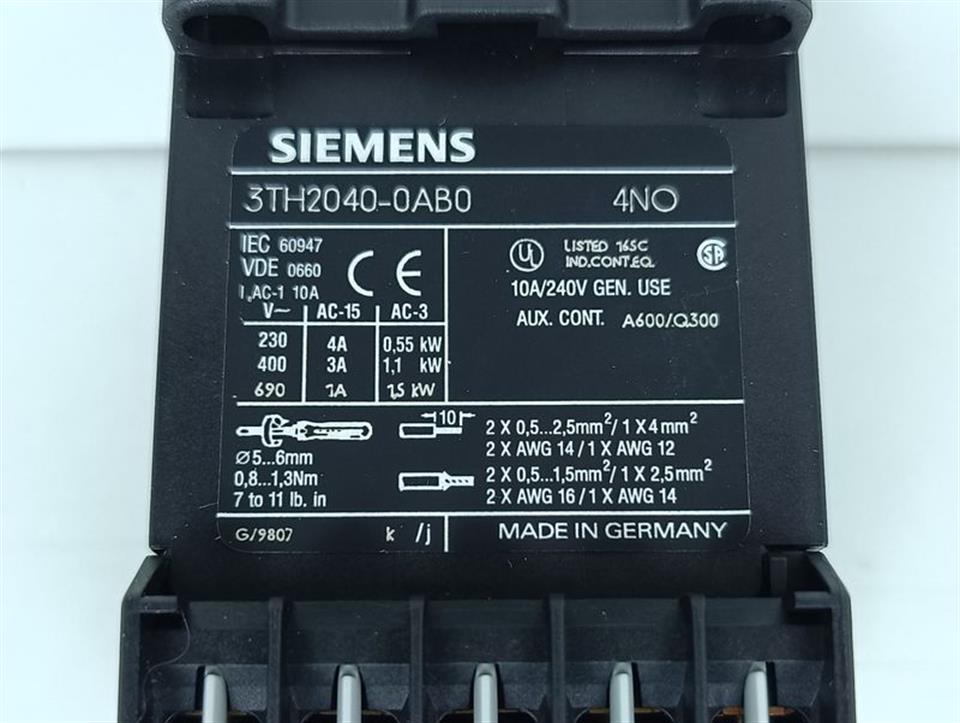 SIEMENS
3TH2040-0AB0 4NO
IEC 60947
VDE 0660
AC-1 10A
CE
V~ AC-15 AC-3
230 4A 0,55 kW
400 3A 1,1 kW
690 1A 1,5 kW
UL LISTED 165C
IND.CONT.EQ. SA
10A/240V GEN. USE
AUX. CONT. A600/Q300
Ø5...6mm
0,8...1,3Nm
7 to 11 lb. in
10
2 X 0,5...2,5mm²/1 X 4mm²
2 X AWG 14/1 X AWG 12
2 X 0,5...1,5mm²/1 X 2,5mm²
2 X AWG 16/1 X AWG 14
G/9807 k /j MADE IN GERMANY